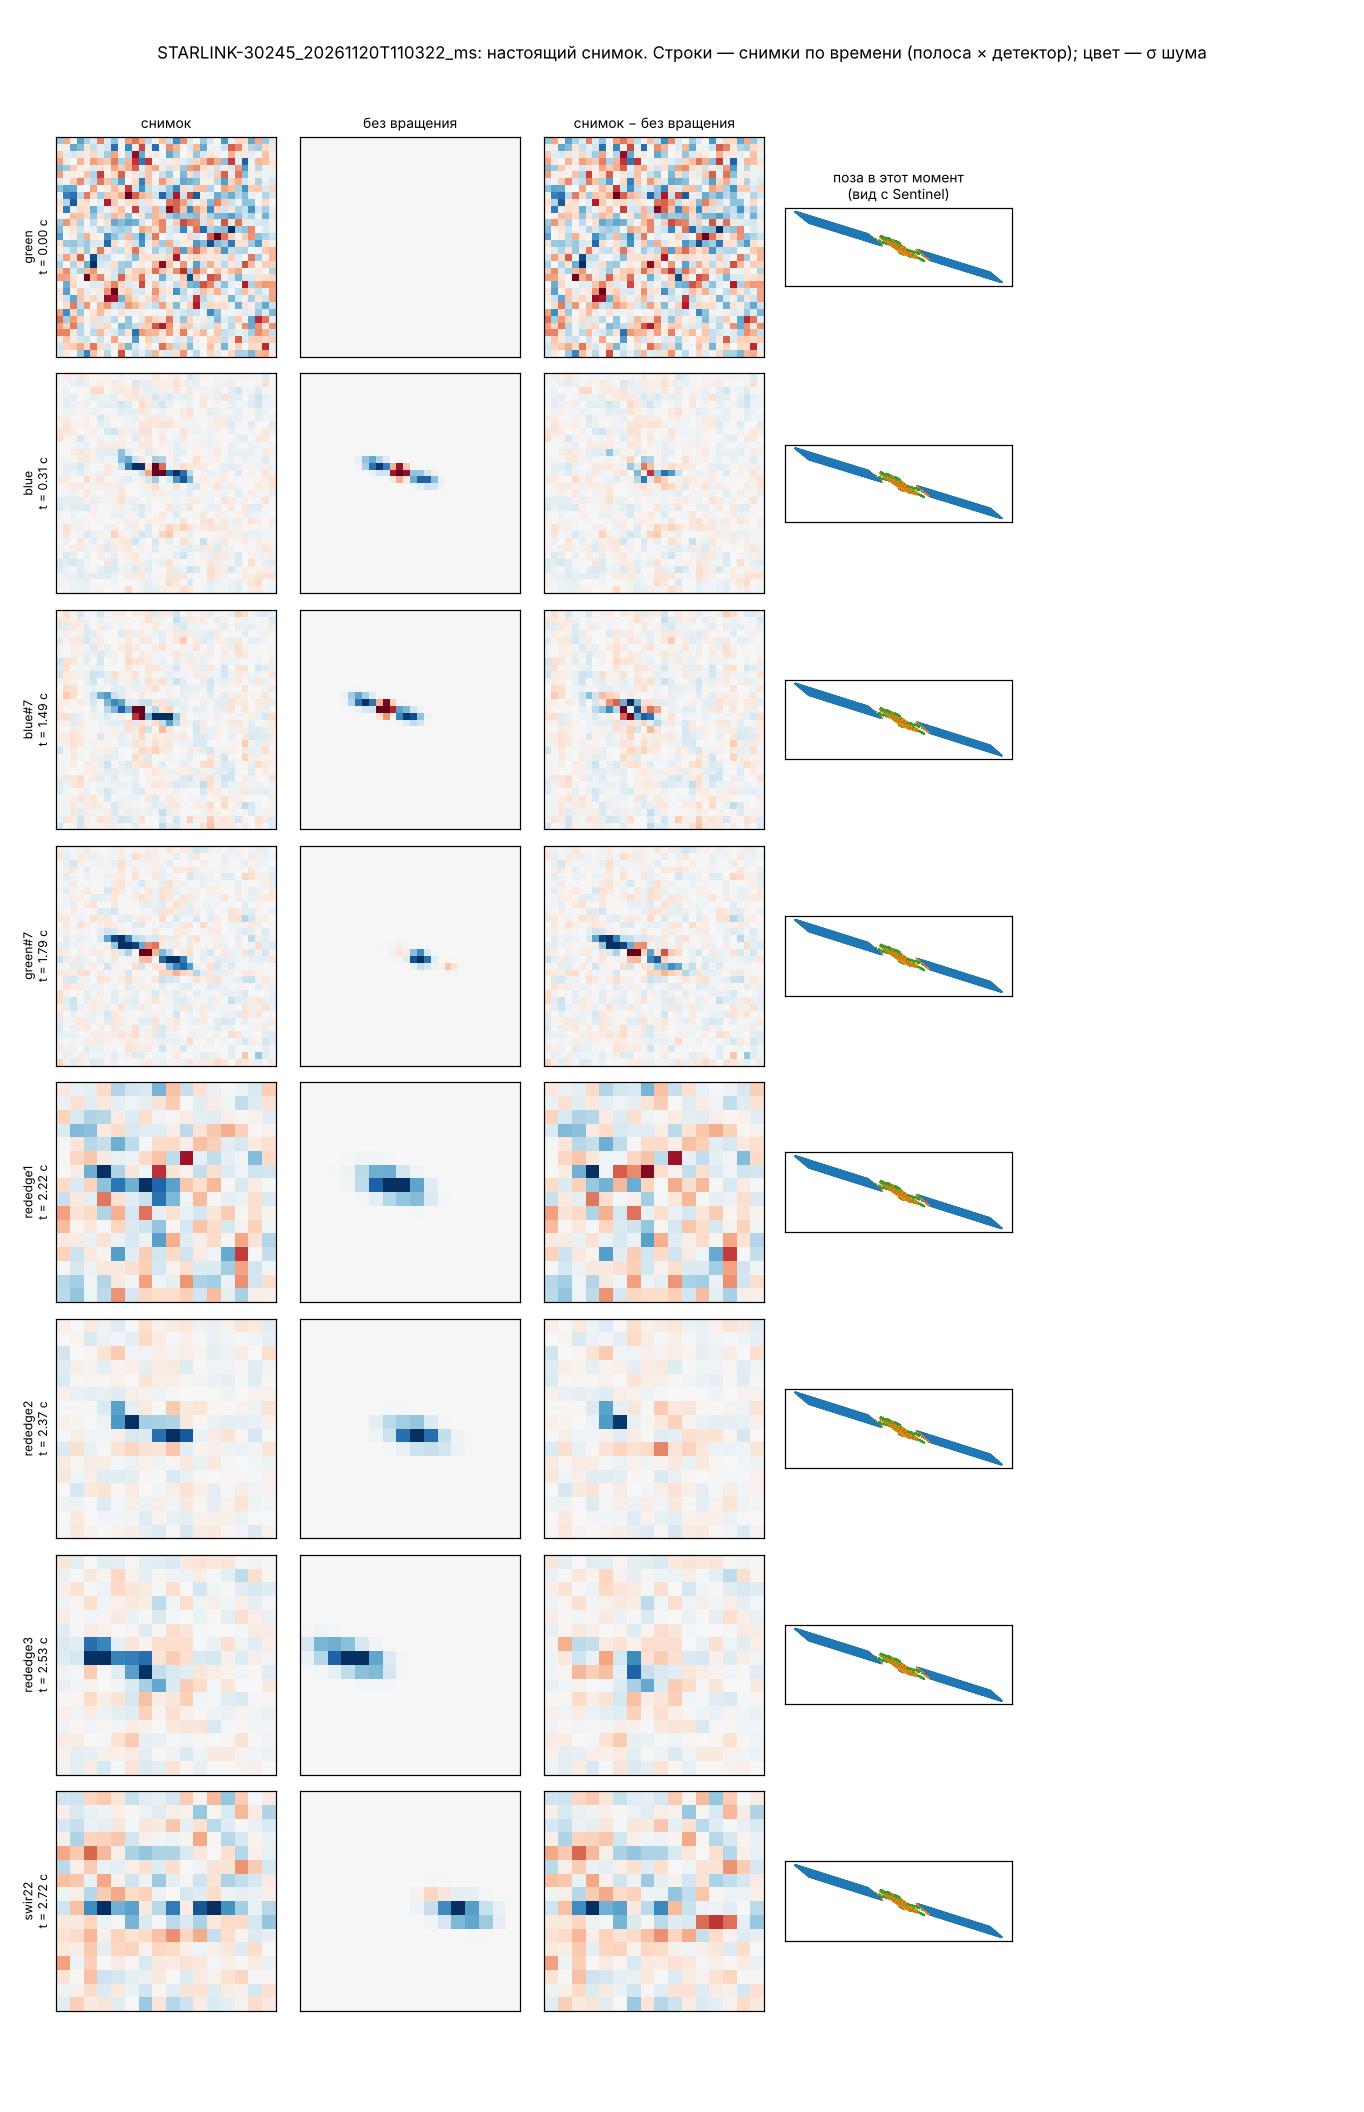 STARLINK-30245_20261120T110322_ms: настоящий снимок. Строки — снимки по времени (полоса × детектор); цвет — σ шума
снимок
без вращения
снимок − без вращения
поза в этот момент
(вид с Sentinel)
green
t = 0.00 с
blue
t = 0.31 с
blue#7
t = 1.49 с
green#7
t = 1.79 с
rededge1
t = 2.22 с
rededge2
t = 2.37 с
rededge3
t = 2.53 с
swir22
t = 2.72 с